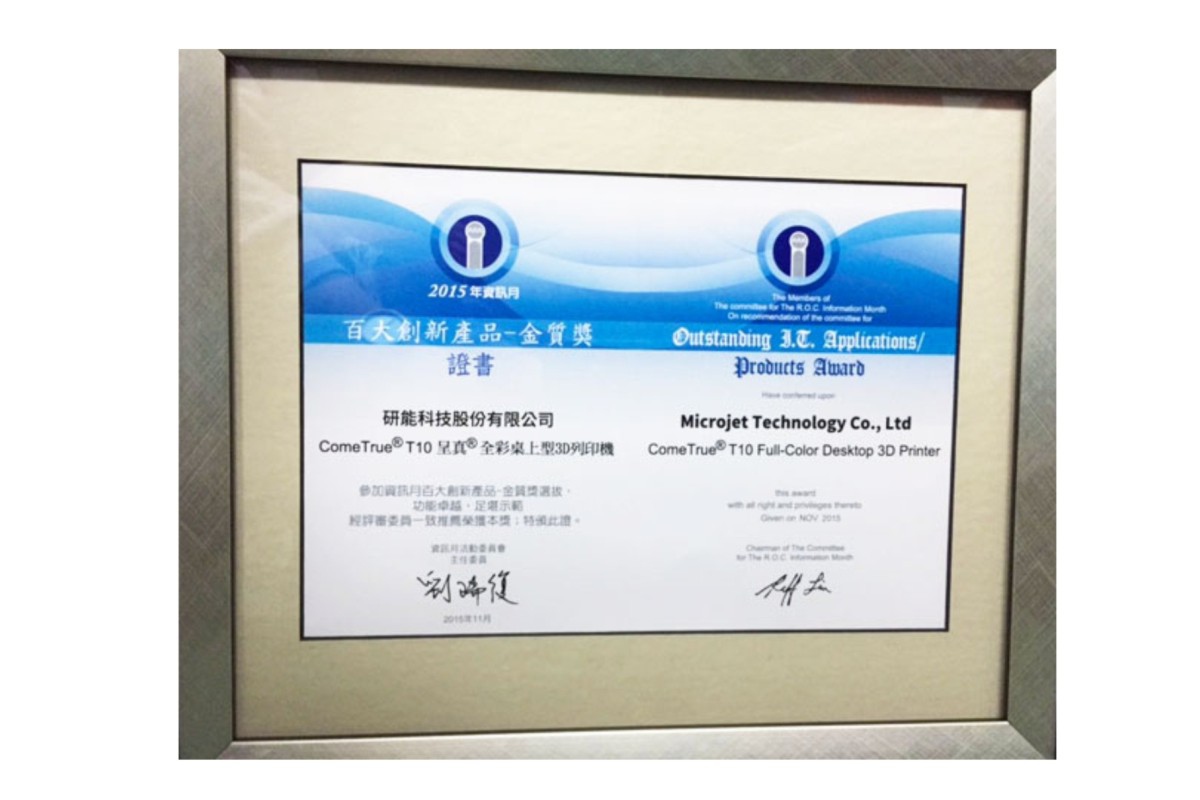 2015年資訊月
百大創新產品-金質獎
證書
研能科技股份有限公司
ComeTrue® T10 呈真® 全彩桌上型3D列印機
參加資訊月百大創新產品-金質獎選拔，
功能卓越，足堪示範
經評審委員一致推薦榮獲本獎；特頒此證。
資訊月活動委員會
主任委員
劉瑞復
2015年11月
The Members of
The committee for The R.O.C. Information Month
On recommendation of the committee for
Outstanding I.T. Applications/
Products Award
Have conferred upon
Microjet Technology Co., Ltd
ComeTrue® T10 Full-Color Desktop 3D Printer
this award
with all right and privileges thereto
Given on NOV. 2015
Chairman of The Committee
for The R.O.C. Information Month